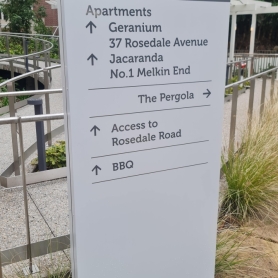 Apartments
↑ Geranium
37 Rosedale Avenue
↑ Jacaranda
No.1 Melkin End
The Pergola →
↑ Access to
Rosedale Road
↑ BBQ